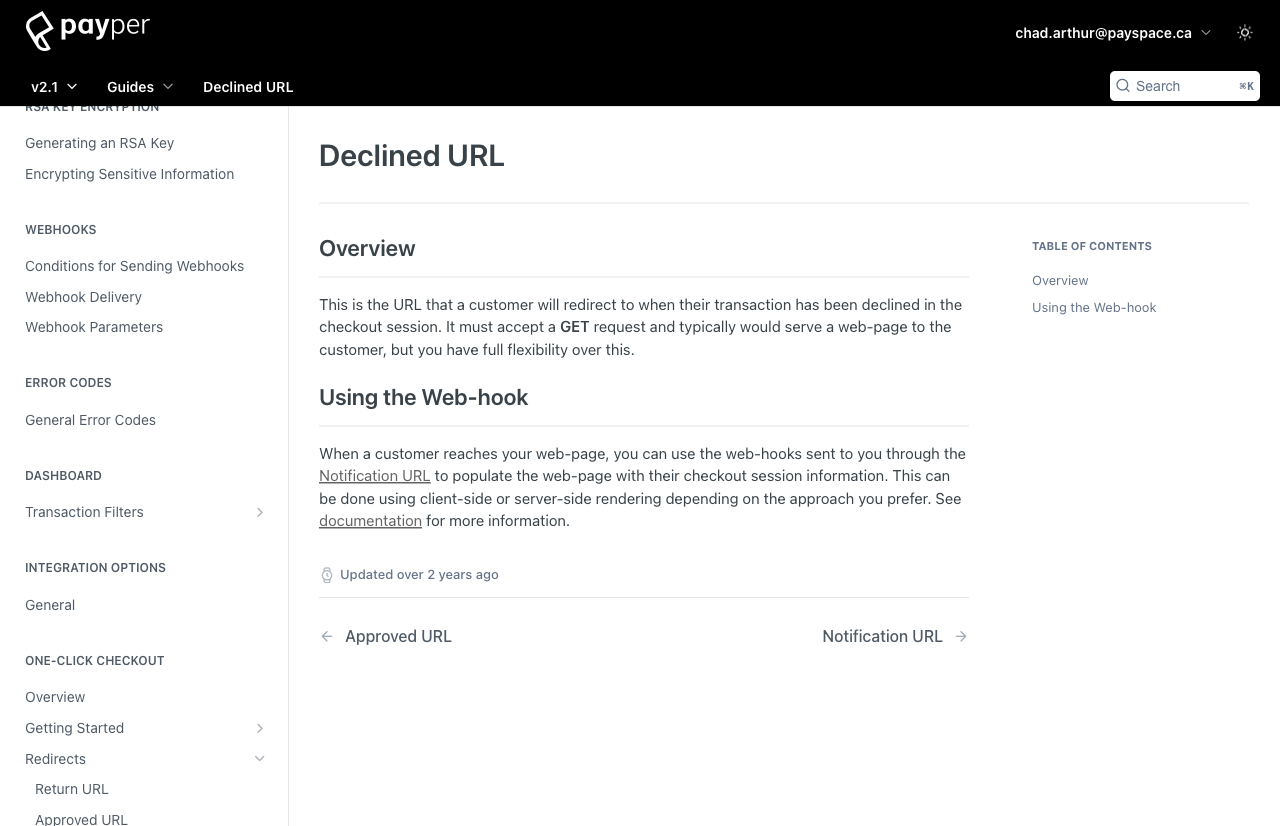 payper
chad.arthur@payspace.ca
v2.1
Guides
Declined URL
Search
⌘K
RSA KEY ENCRYPTION
Generating an RSA Key
Encrypting Sensitive Information
WEBHOOKS
Conditions for Sending Webhooks
Webhook Delivery
Webhook Parameters
ERROR CODES
General Error Codes
DASHBOARD
Transaction Filters
INTEGRATION OPTIONS
General
ONE-CLICK CHECKOUT
Overview
Getting Started
Redirects
Return URL
Approved URL
Declined URL
Overview
This is the URL that a customer will redirect to when their transaction has been declined in the
checkout session. It must accept a GET request and typically would serve a web-page to the
customer, but you have full flexibility over this.
Using the Web-hook
When a customer reaches your web-page, you can use the web-hooks sent to you through the
Notification URL to populate the web-page with their checkout session information. This can
be done using client-side or server-side rendering depending on the approach you prefer. See
documentation for more information.
Updated over 2 years ago
Approved URL
Notification URL
TABLE OF CONTENTS
Overview
Using the Web-hook